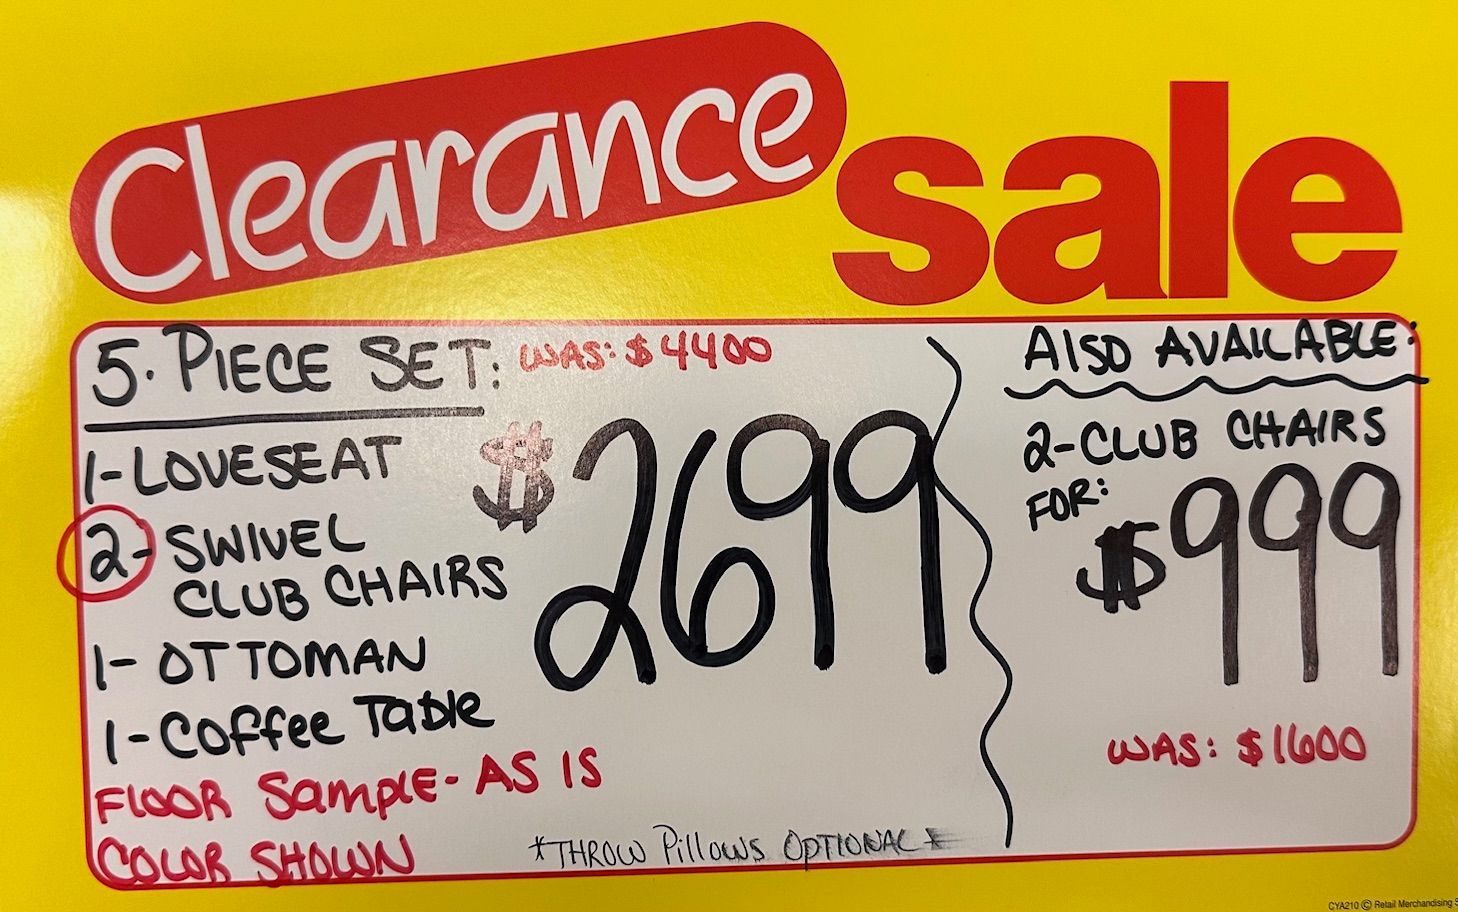 Clearance sale
5. PIECE SET: WAS: $4400
1-LOVESEAT
2- SWIVEL
CLUB CHAIRS
1- OTTOMAN
1- Coffee Table
$2699
FLOOR Sample- AS IS
COLOR SHOWN
*THROW Pillows OPTIONAL*
Also AVAILABLE:
2-CLUB CHAIRS
FOR:
$999
WAS: $1600
CYA210 © Retail Merchandising